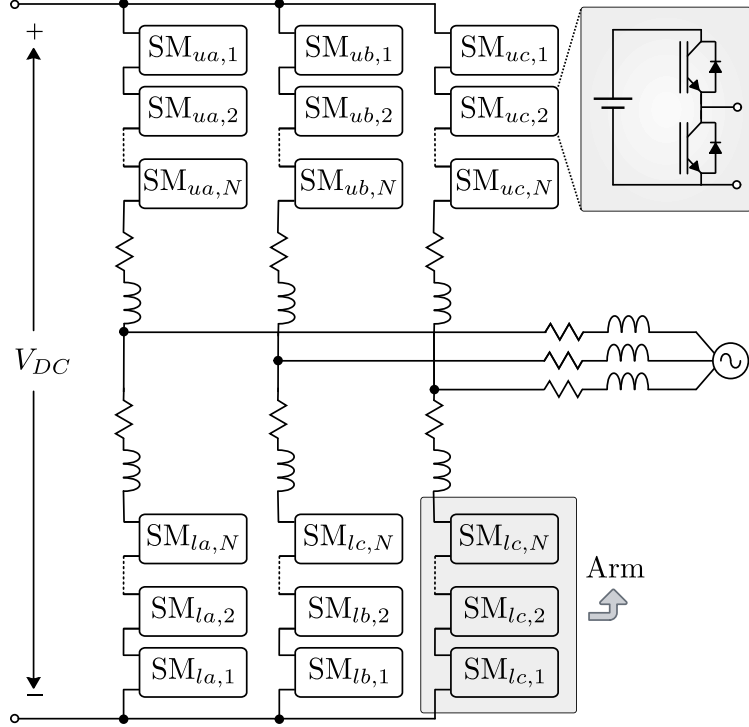 +
SM_{ua,1} SM_{ub,1} SM_{uc,1}
SM_{ua,2} SM_{ub,2} SM_{uc,2}
SM_{ua,N} SM_{ub,N} SM_{uc,N}
V_{DC}
SM_{la,N} SM_{lc,N} SM_{lc,N}
Arm
SM_{la,2} SM_{lb,2} SM_{lc,2}
SM_{la,1} SM_{lb,1} SM_{lc,1}
−